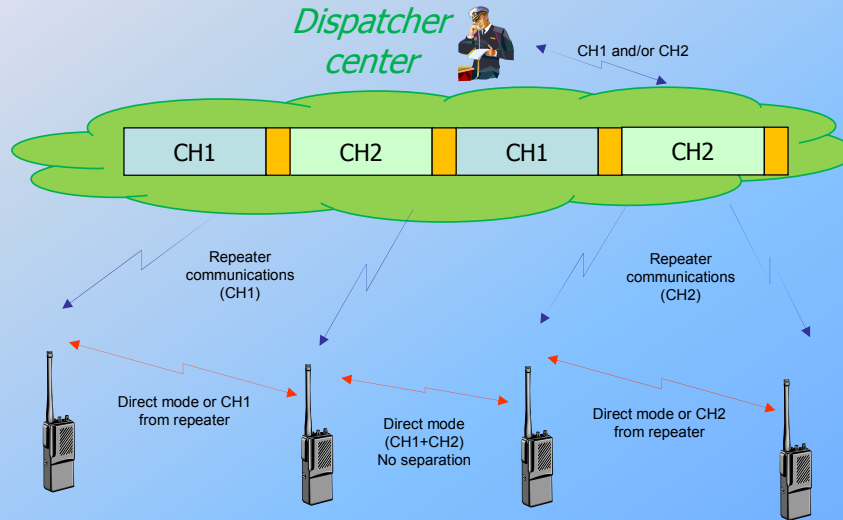 Dispatcher
center
CH1 and/or CH2
CH1
CH2
CH1
CH2
Repeater
communications
(CH1)
Repeater
communications
(CH2)
Direct mode or CH1
from repeater
Direct mode
(CH1+CH2)
No separation
Direct mode or CH2
from repeater